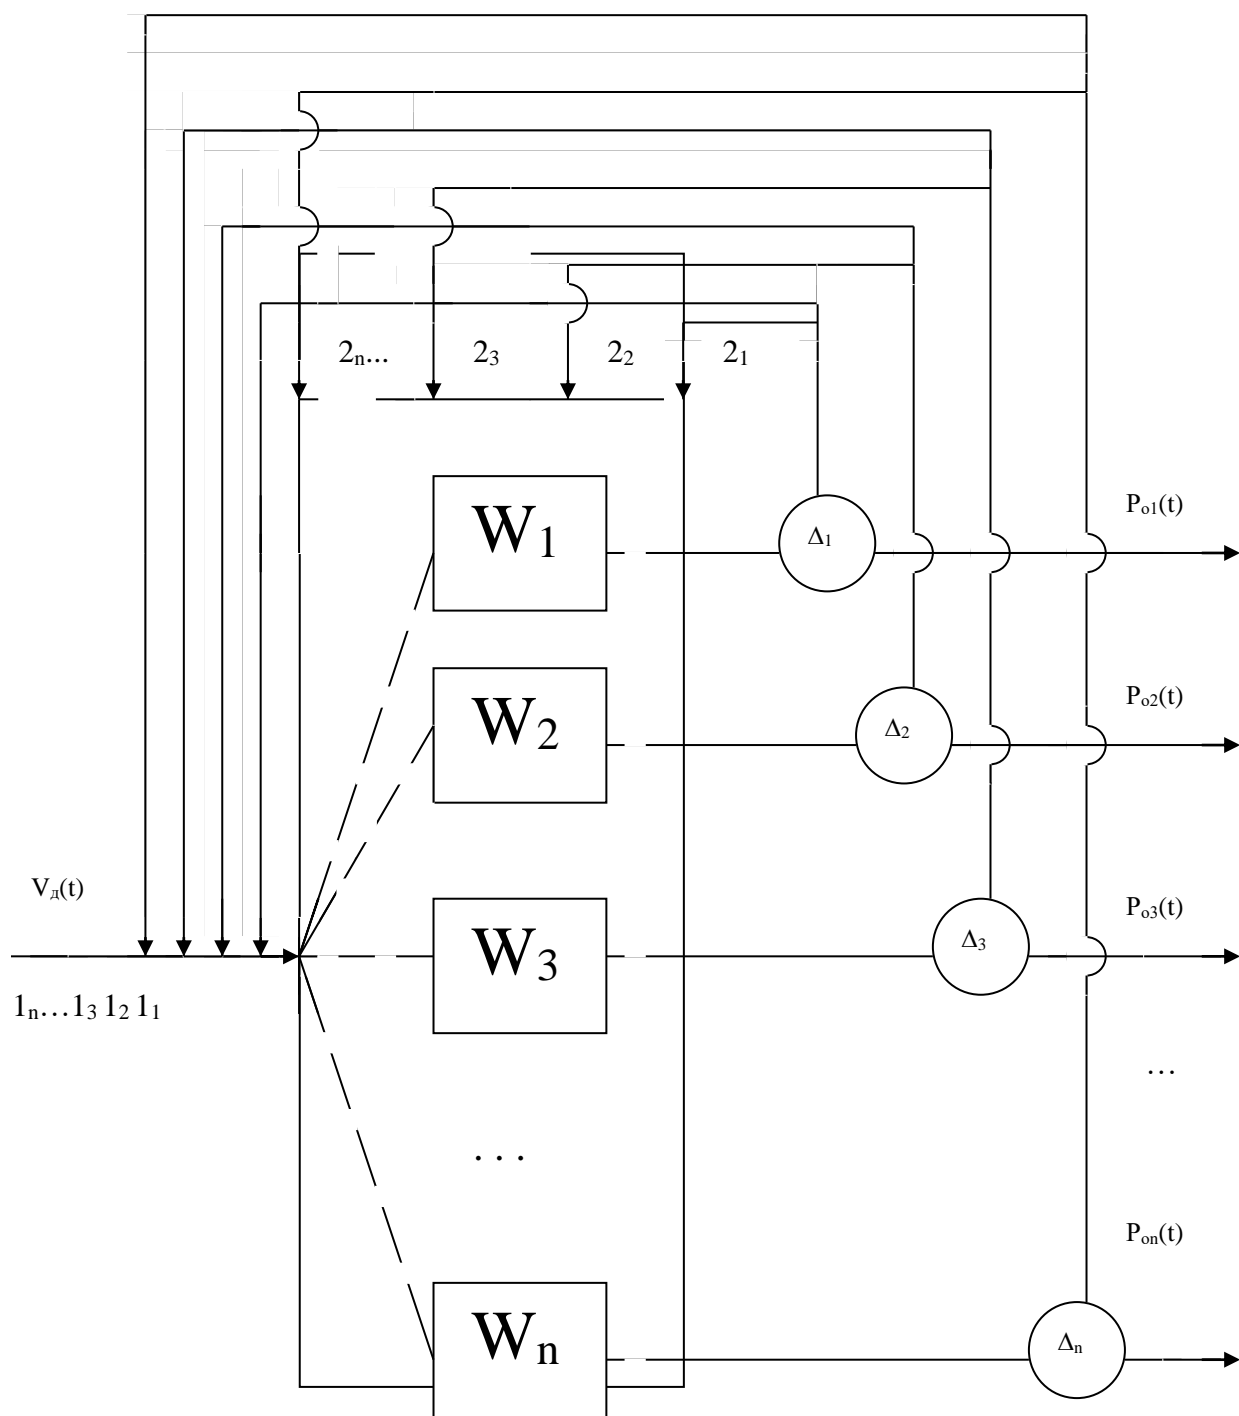 2n... 23 22 21
W1
Δ1
Po1(t)
W2
Δ2
Po2(t)
Vд(t)
W3
Δ3
Po3(t)
1n...13 12 11
...
. . .
Pon(t)
Wn
Δn